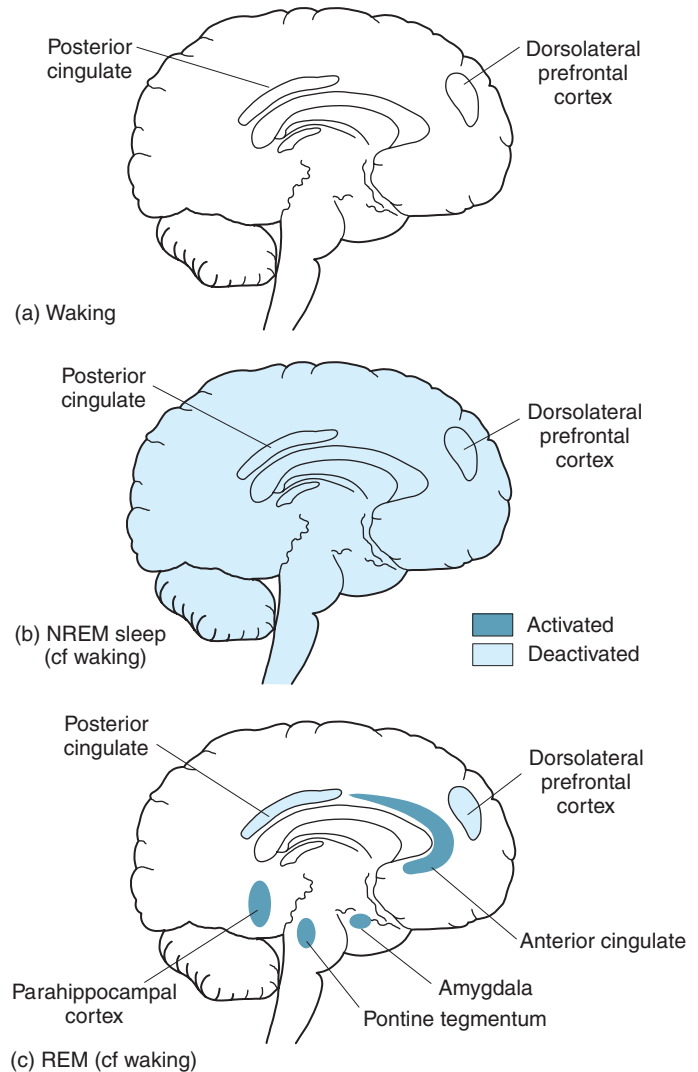 Posterior
cingulate
Dorsolateral
prefrontal
cortex
(a) Waking
Posterior
cingulate
Dorsolateral
prefrontal
cortex
(b) NREM sleep
(cf waking)
Activated
Deactivated
Posterior
cingulate
Dorsolateral
prefrontal
cortex
Anterior cingulate
Parahippocampal
cortex
Amygdala
Pontine tegmentum
(c) REM (cf waking)